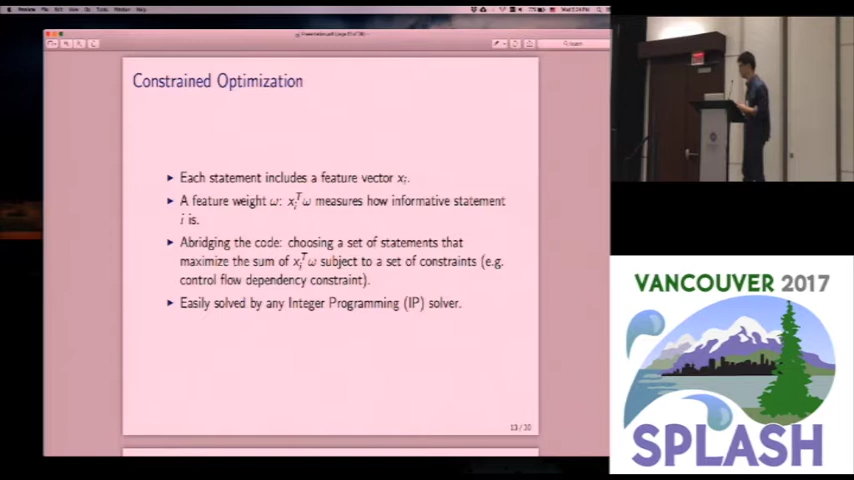 Constrained Optimization
▶ Each statement includes a feature vector xᵢ.
▶ A feature weight ω: xᵢᵀω measures how informative statement
i is.
▶ Abridging the code: choosing a set of statements that
maximize the sum of xᵢᵀω subject to a set of constraints (e.g.
control flow dependency constraint).
▶ Easily solved by any Integer Programming (IP) solver.
13 / 30
VANCOUVER 2017
SPLASH